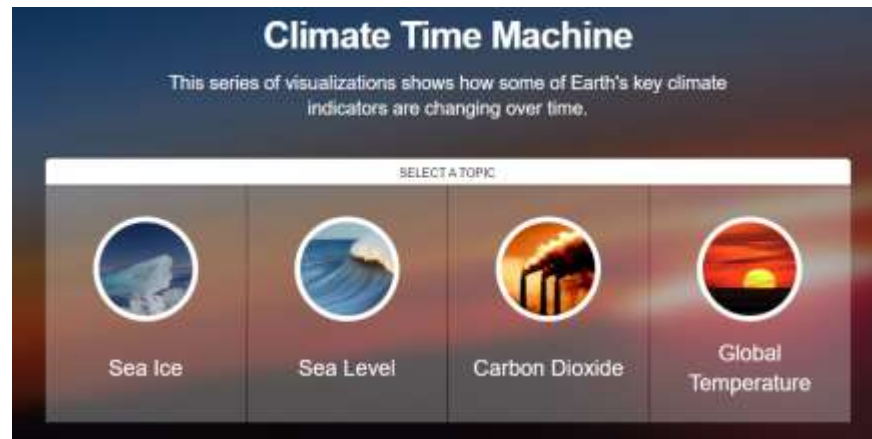 Climate Time Machine
This series of visualizations shows how some of Earth's key climate
indicators are changing over time.
SELECT A TOPIC
Sea Ice
Sea Level
Carbon Dioxide
Global
Temperature